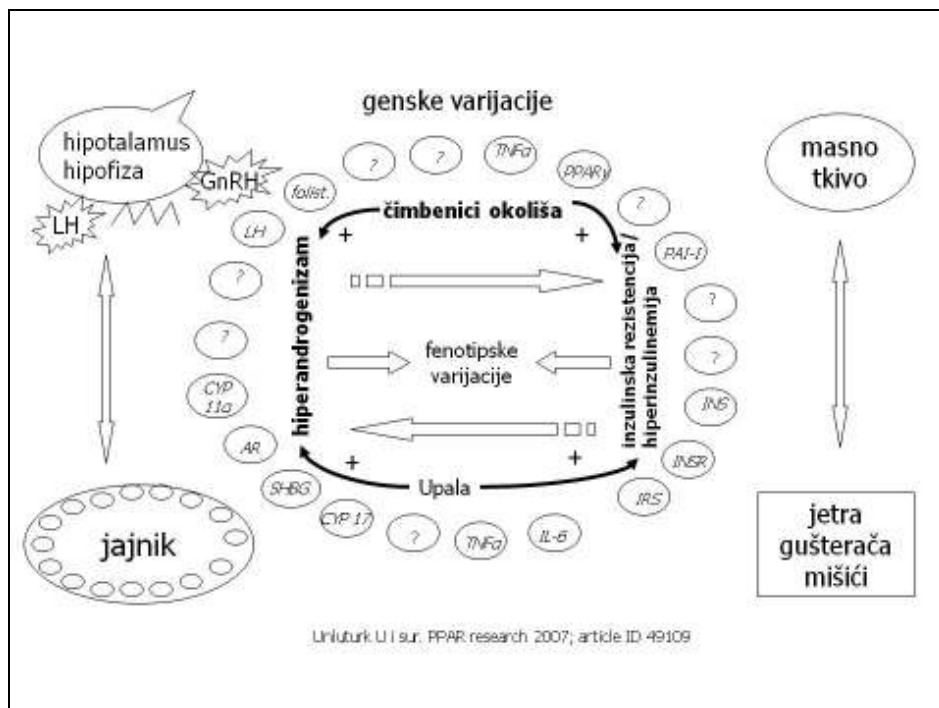 genske varijacije
hipotalamus
hipofiza
GnRH
LH
folist.
?
?
TNFα
PPARγ
?
PAI-I
?
?
INS
INSR
IRS
IL-6
TNFα
?
CYP 17
SHBG
AR
CYP
11a
?
?
LH
čimbenici okoliša
+
+
hiperandrogenizam
inzulinska rezistencija/
hiperinzulinemija
fenotipske
varijacije
+
+
Upala
masno
tkivo
jajnik
jetra
gušterača
mišići
Unluturk U i sur. PPAR research 2007; article ID 49109